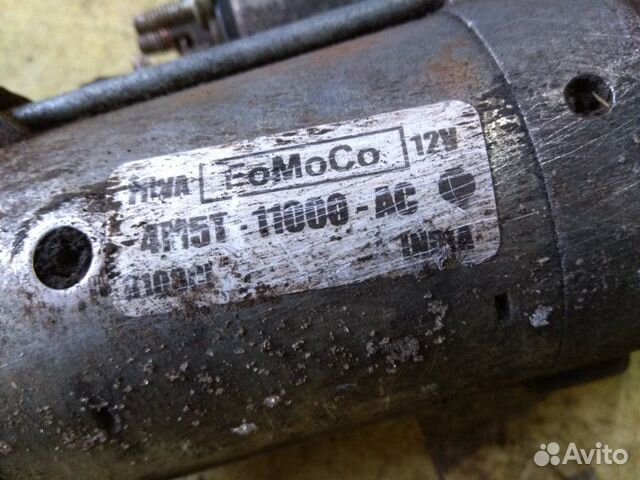 FoMoCo 12V
4M5T-11000-AC
INDIA
Avito